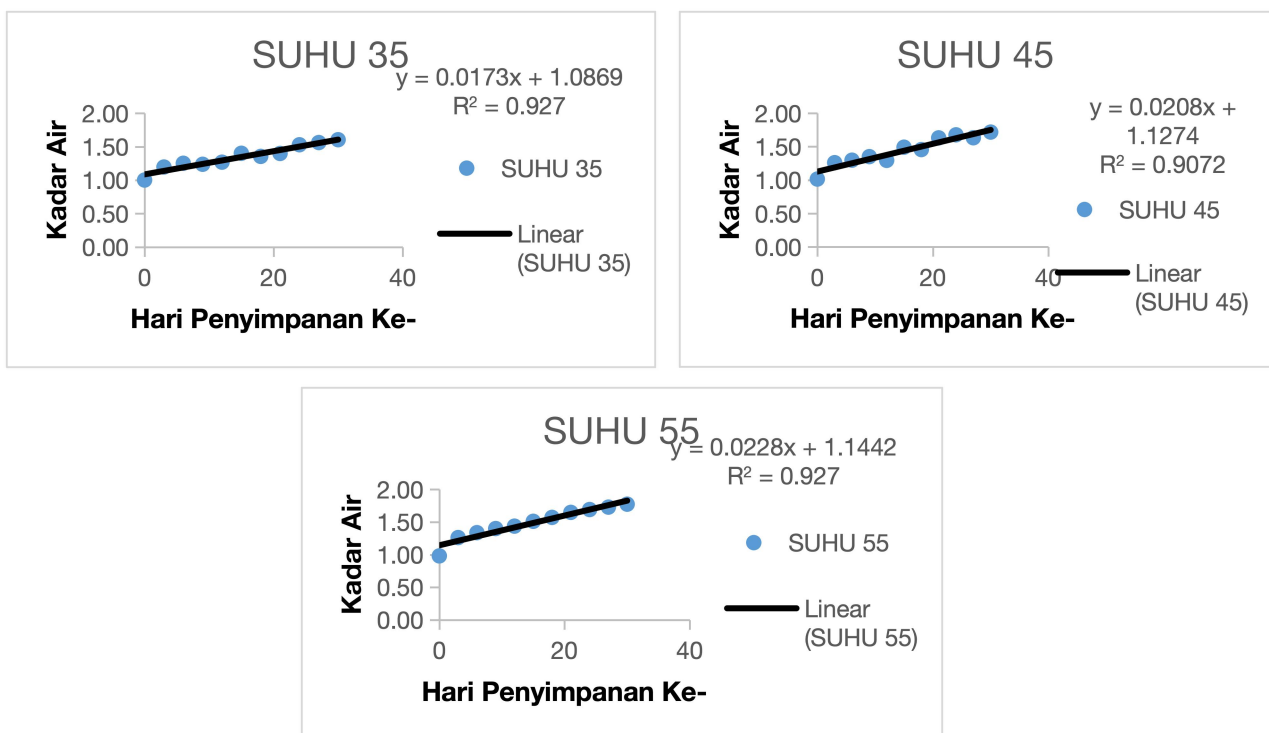 SUHU 35
y = 0.0173x + 1.0869
R² = 0.927
Kadar Air
2.00
1.50
1.00
0.50
0.00
0
20
40
Hari Penyimpanan Ke-
SUHU 35
Linear
(SUHU 35)
SUHU 45
y = 0.0208x +
1.1274
R² = 0.9072
Kadar Air
2.00
1.50
1.00
0.50
0.00
0
20
40
Hari Penyimpanan Ke-
SUHU 45
Linear
(SUHU 45)
SUHU 55
y = 0.0228x + 1.1442
R² = 0.927
Kadar Air
2.00
1.50
1.00
0.50
0.00
0
20
40
Hari Penyimpanan Ke-
SUHU 55
Linear
(SUHU 55)